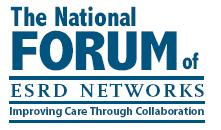 The National
FORUM of
ESRD NETWORKS
Improving Care Through Collaboration